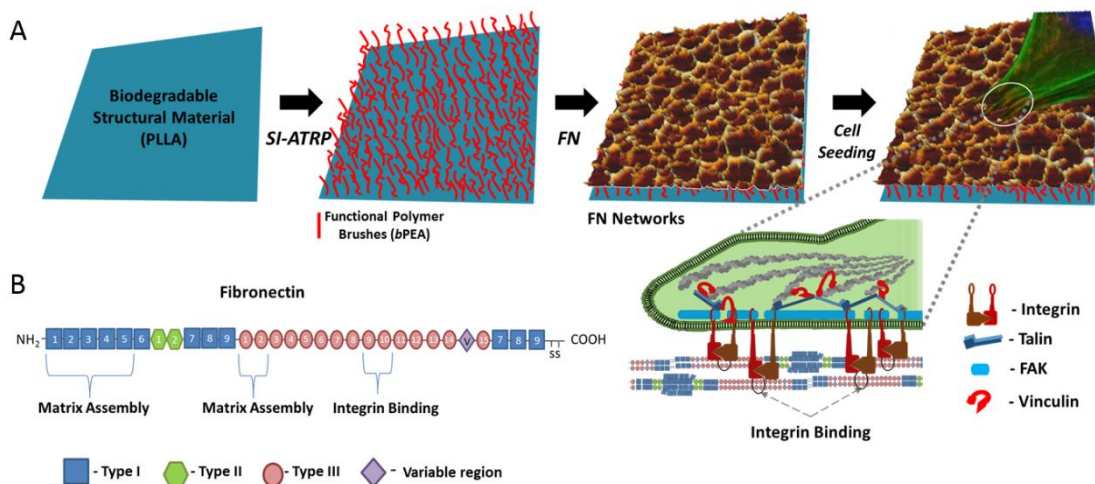 A
Biodegradable
Structural Material
(PLLA)
SI-ATRP
Functional Polymer
Brushes (bPEA)
FN
FN Networks
Cell
Seeding
B
Fibronectin
NH2
1 2 3 4 5 6 1 2 7 8 9 1 2 3 4 5 6 7 8 9 10 11 12 13 14 V 15 7 8 9
SS
COOH
Matrix Assembly
Matrix Assembly
Integrin Binding
- Type I
- Type II
- Type III
- Variable region
Integrin Binding
- Integrin
- Talin
- FAK
- Vinculin